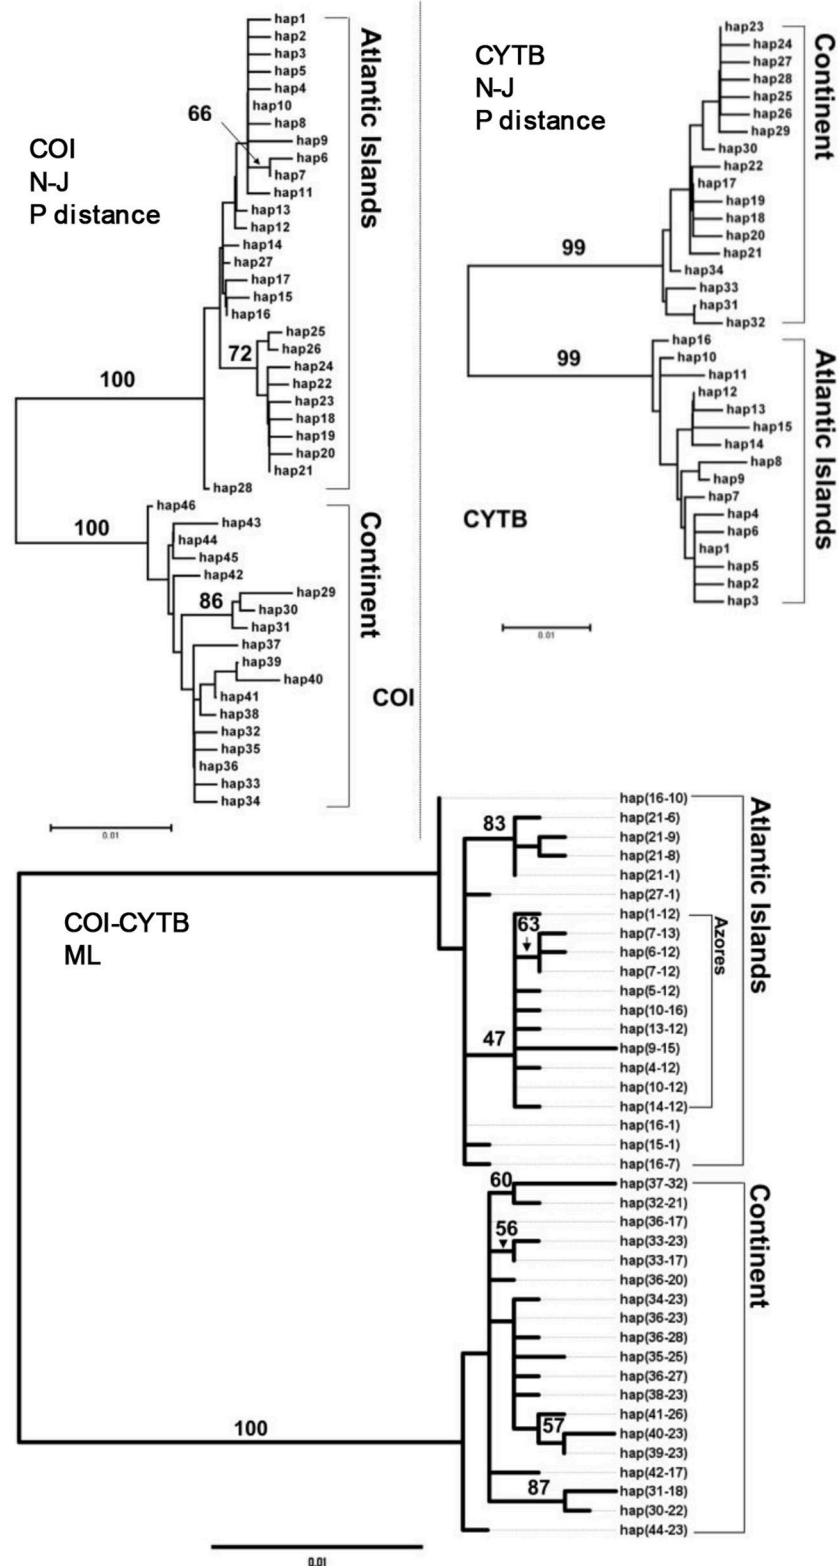 hap1
hap2
hap3
hap5
hap4
hap10
hap8
66
hap9
hap6
hap7
hap11
hap13
hap12
hap14
hap27
hap17
hap15
hap16
hap25
hap26
72
hap24
hap22
hap23
hap18
hap19
hap20
hap21
100
hap28
Atlantic Islands
COI
N-J
P distance
hap46
100
hap43
hap44
hap45
hap42
86
hap29
hap30
hap31
hap37
hap39
hap40
hap41
hap38
hap32
hap35
hap36
hap33
hap34
Continent
COI
0.01
CYTB
N-J
P distance
hap23
hap24
hap27
hap28
hap25
hap26
hap29
hap30
hap22
hap17
hap19
hap18
hap20
hap21
99
hap34
hap33
hap31
hap32
Continent
hap16
hap10
99
hap11
hap12
hap13
hap15
hap14
hap8
hap9
hap7
hap4
hap6
hap1
hap5
hap2
hap3
Atlantic Islands
CYTB
0.01
COI-CYTB
ML
hap(16-10)
83
hap(21-6)
hap(21-9)
hap(21-8)
hap(21-1)
hap(27-1)
hap(1-12)
63
hap(7-13)
hap(6-12)
hap(7-12)
hap(5-12)
hap(10-16)
hap(13-12)
47
hap(9-15)
hap(4-12)
hap(10-12)
hap(14-12)
Azores
hap(16-1)
hap(15-1)
hap(16-7)
Atlantic Islands
60
hap(37-32)
hap(32-21)
hap(36-17)
56
hap(33-23)
hap(33-17)
hap(36-20)
hap(34-23)
hap(36-23)
hap(36-28)
hap(35-25)
hap(36-27)
hap(38-23)
hap(41-26)
57
hap(40-23)
hap(39-23)
100
hap(42-17)
87
hap(31-18)
hap(30-22)
hap(44-23)
Continent
0.01